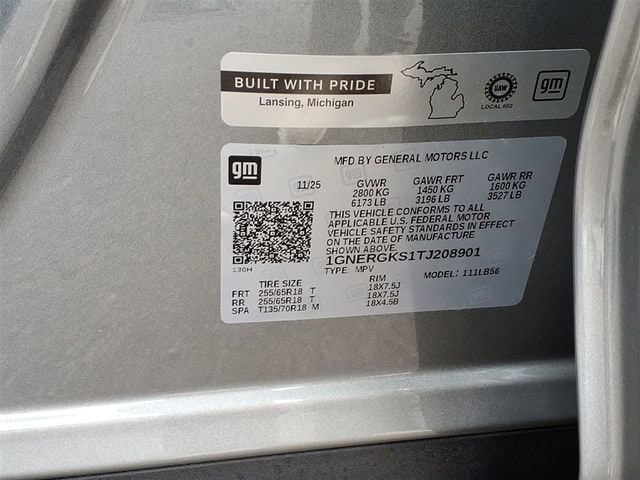 BUILT WITH PRIDE
Lansing, Michigan
UAW
LOCAL 602
gm
gm
MFD BY GENERAL MOTORS LLC
11/25 GVWR GAWR FRT GAWR RR
2800 KG 1450 KG 1600 KG
6173 LB 3196 LB 3527 LB
THIS VEHICLE CONFORMS TO ALL
APPLICABLE U.S. FEDERAL MOTOR
VEHICLE SAFETY STANDARDS IN EFFECT
ON THE DATE OF MANUFACTURE
SHOWN ABOVE.
1GNERGKS1TJ208901
130H TYPE: MPV MODEL: 111LB56
TIRE SIZE RIM
FRT 255/65R18 T 18X7.5J
RR 255/65R18 T 18X7.5J
SPA T135/70R18 M 18X4.5B